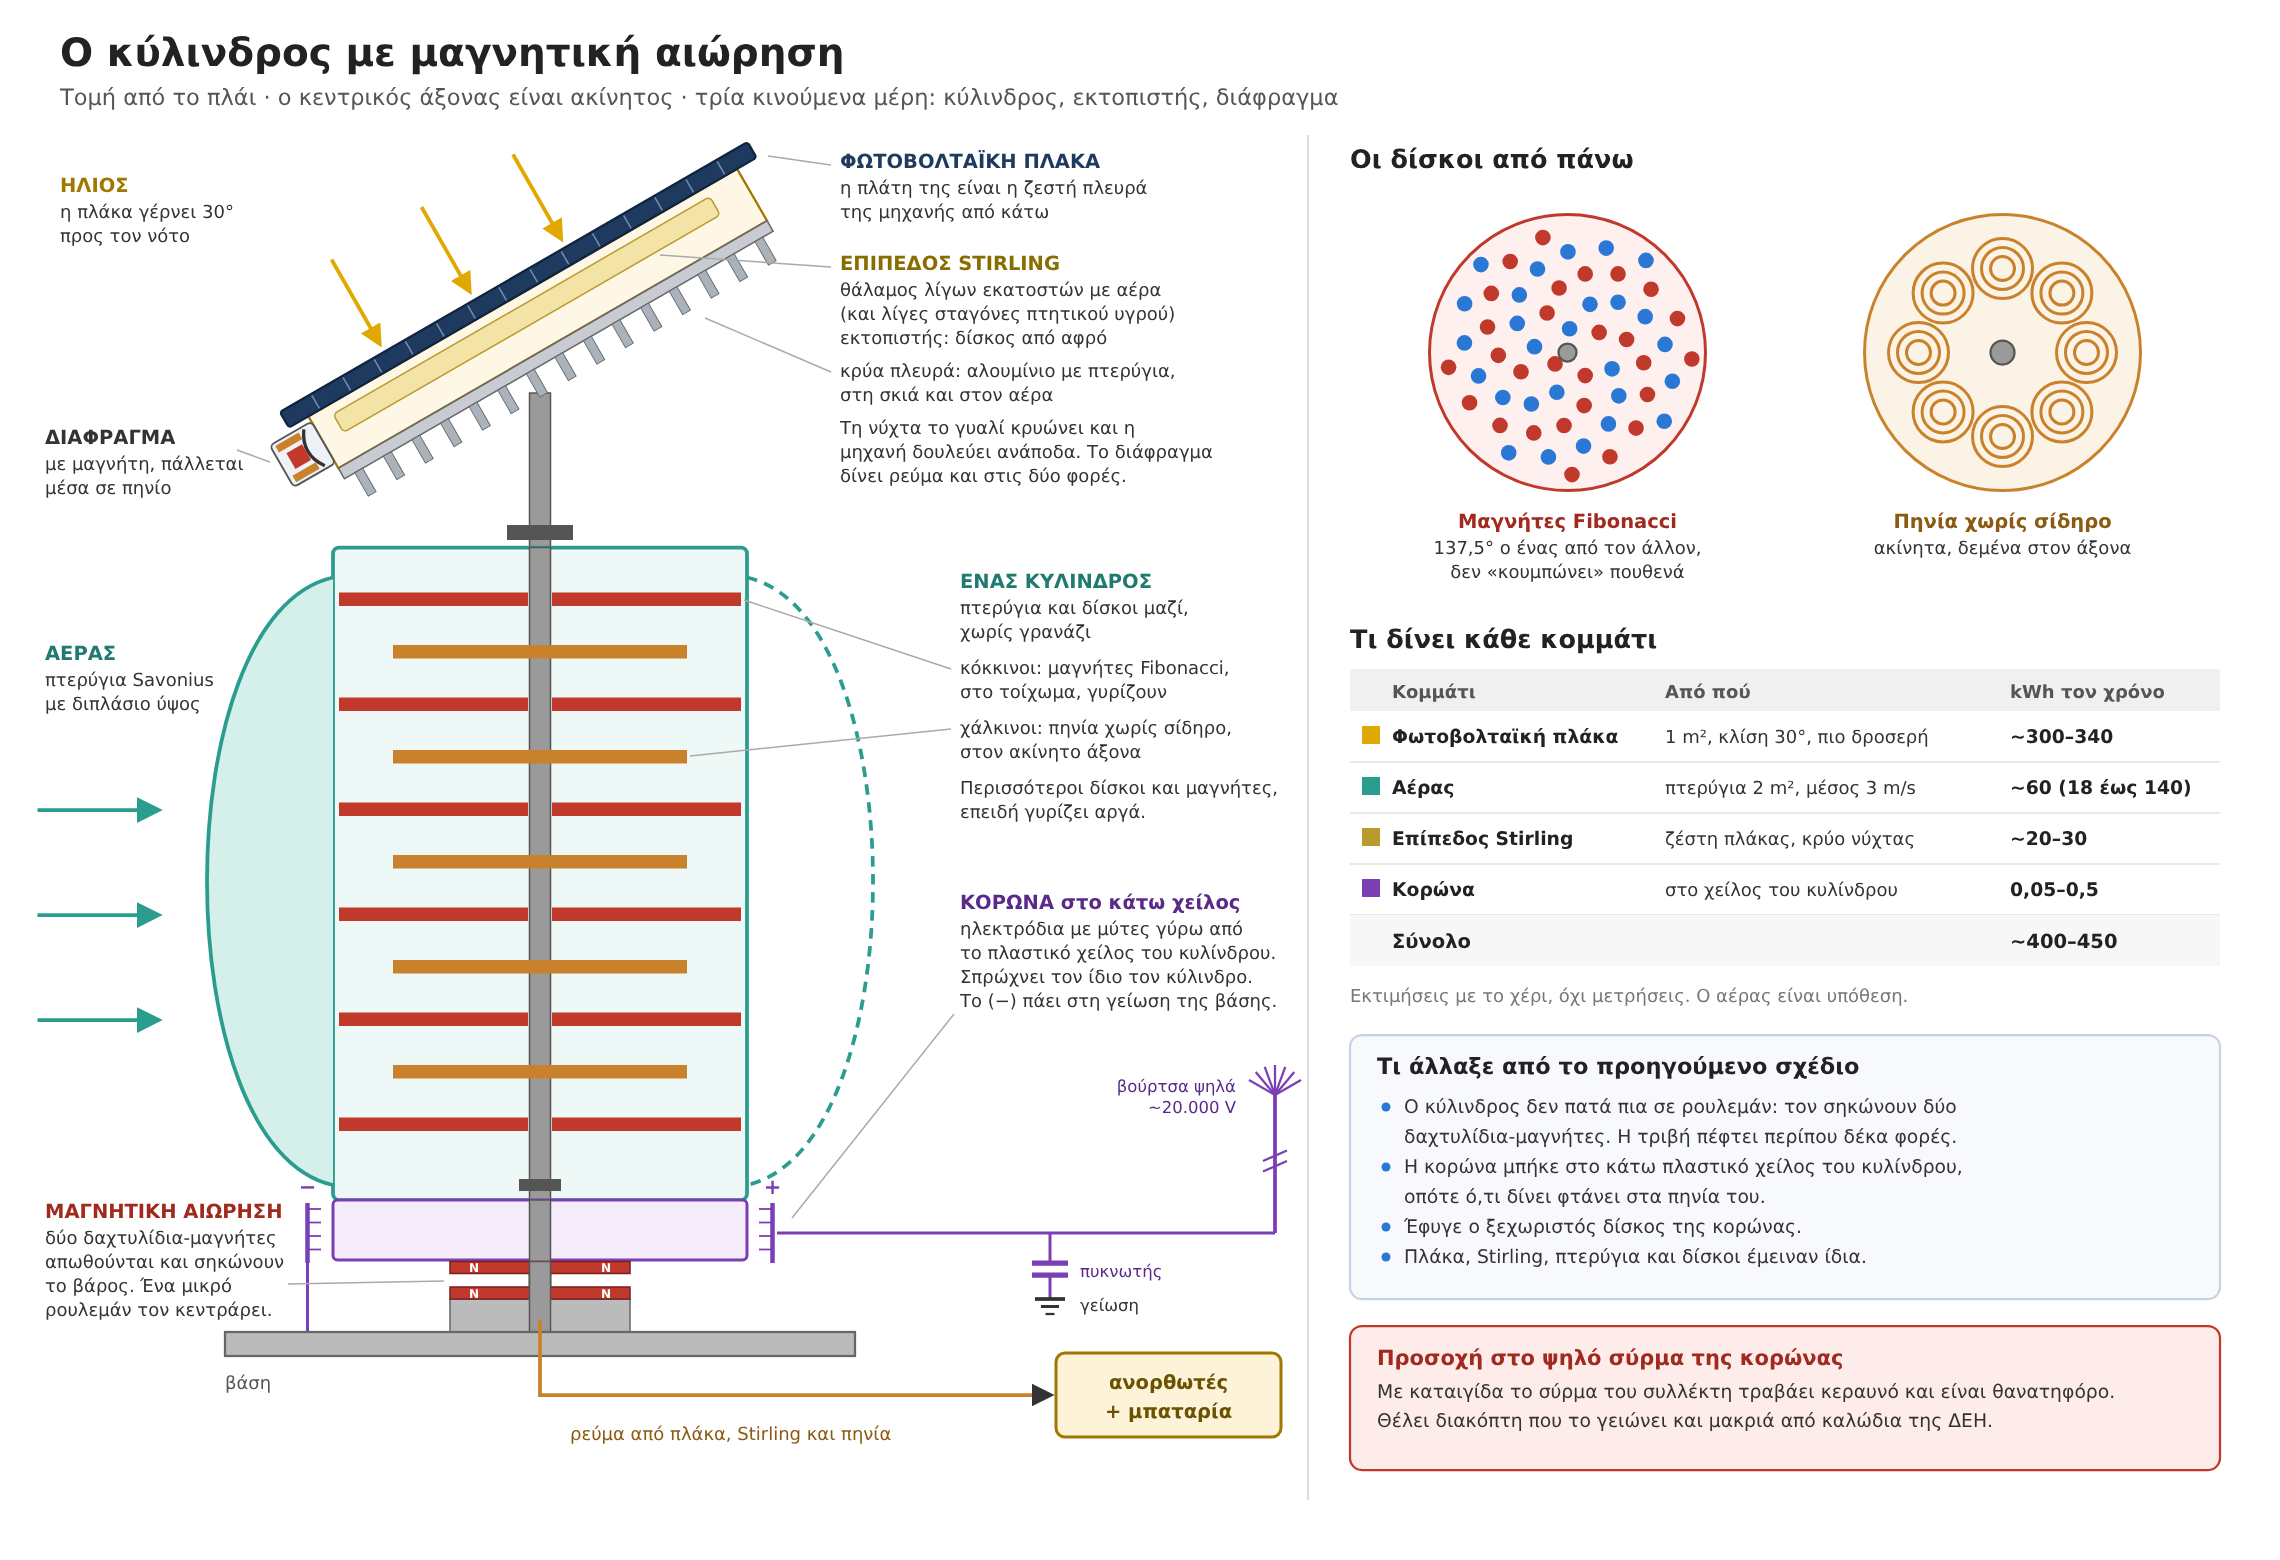 Ο κύλινδρος με μαγνητική αιώρηση
Τομή από το πλάι · ο κεντρικός άξονας είναι ακίνητος · τρία κινούμενα μέρη: κύλινδρος, εκτοπιστής, διάφραγμα
ΗΛΙΟΣ
η πλάκα γέρνει 30°
προς τον νότο
ΦΩΤΟΒΟΛΤΑΪΚΗ ΠΛΑΚΑ
η πλάτη της είναι η ζεστή πλευρά
της μηχανής από κάτω
ΕΠΙΠΕΔΟΣ STIRLING
θάλαμος λίγων εκατοστών με αέρα
(και λίγες σταγόνες πτητικού υγρού)
εκτοπιστής: δίσκος από αφρό
κρύα πλευρά: αλουμίνιο με πτερύγια,
στη σκιά και στον αέρα
Τη νύχτα το γυαλί κρυώνει και η
μηχανή δουλεύει ανάποδα. Το διάφραγμα
δίνει ρεύμα και στις δύο φορές.
ΔΙΑΦΡΑΓΜΑ
με μαγνήτη, πάλλεται
μέσα σε πηνίο
ΑΕΡΑΣ
πτερύγια Savonius
με διπλάσιο ύψος
ΕΝΑΣ ΚΥΛΙΝΔΡΟΣ
πτερύγια και δίσκοι μαζί,
χωρίς γρανάζι
κόκκινοι: μαγνήτες Fibonacci,
στο τοίχωμα, γυρίζουν
χάλκινοι: πηνία χωρίς σίδηρο,
στον ακίνητο άξονα
Περισσότεροι δίσκοι και μαγνήτες,
επειδή γυρίζει αργά.
ΚΟΡΩΝΑ στο κάτω χείλος
ηλεκτρόδια με μύτες γύρω από
το πλαστικό χείλος του κυλίνδρου.
Σπρώχνει τον ίδιο τον κύλινδρο.
Το (−) πάει στη γείωση της βάσης.
βούρτσα ψηλά
~20.000 V
−
+
ΜΑΓΝΗΤΙΚΗ ΑΙΩΡΗΣΗ
δύο δαχτυλίδια-μαγνήτες
απωθούνται και σηκώνουν
το βάρος. Ένα μικρό
ρουλεμάν τον κεντράρει.
N N
N N
πυκνωτής
γείωση
βάση
ανορθωτές
+ μπαταρία
ρεύμα από πλάκα, Stirling και πηνία
Οι δίσκοι από πάνω
Μαγνήτες Fibonacci
137,5° ο ένας από τον άλλον,
δεν «κουμπώνει» πουθενά
Πηνία χωρίς σίδηρο
ακίνητα, δεμένα στον άξονα
Τι δίνει κάθε κομμάτι
Κομμάτι Από πού kWh τον χρόνο
Φωτοβολταϊκή πλάκα 1 m², κλίση 30°, πιο δροσερή ~300–340
Αέρας πτερύγια 2 m², μέσος 3 m/s ~60 (18 έως 140)
Επίπεδος Stirling ζέστη πλάκας, κρύο νύχτας ~20–30
Κορώνα στο χείλος του κυλίνδρου 0,05–0,5
Σύνολο ~400–450
Εκτιμήσεις με το χέρι, όχι μετρήσεις. Ο αέρας είναι υπόθεση.
Τι άλλαξε από το προηγούμενο σχέδιο
Ο κύλινδρος δεν πατά πια σε ρουλεμάν: τον σηκώνουν δύο
δαχτυλίδια-μαγνήτες. Η τριβή πέφτει περίπου δέκα φορές.
Η κορώνα μπήκε στο κάτω πλαστικό χείλος του κυλίνδρου,
οπότε ό,τι δίνει φτάνει στα πηνία του.
Έφυγε ο ξεχωριστός δίσκος της κορώνας.
Πλάκα, Stirling, πτερύγια και δίσκοι έμειναν ίδια.
Προσοχή στο ψηλό σύρμα της κορώνας
Με καταιγίδα το σύρμα του συλλέκτη τραβάει κεραυνό και είναι θανατηφόρο.
Θέλει διακόπτη που το γειώνει και μακριά από καλώδια της ΔΕΗ.